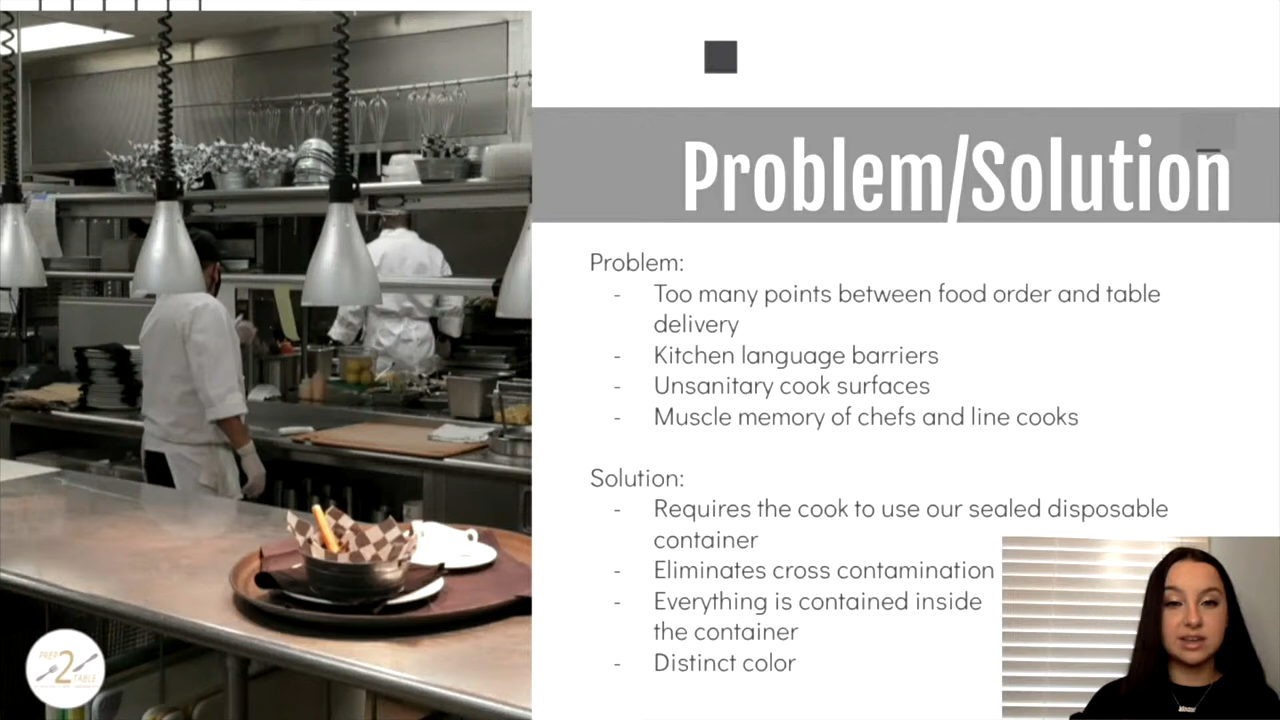 Problem/Solution
Problem:
- Too many points between food order and table
delivery
- Kitchen language barriers
- Unsanitary cook surfaces
- Muscle memory of chefs and line cooks
Solution:
- Requires the cook to use our sealed disposable
container
- Eliminates cross contamination
- Everything is contained inside
the container
- Distinct color
PREP
2
TABLE